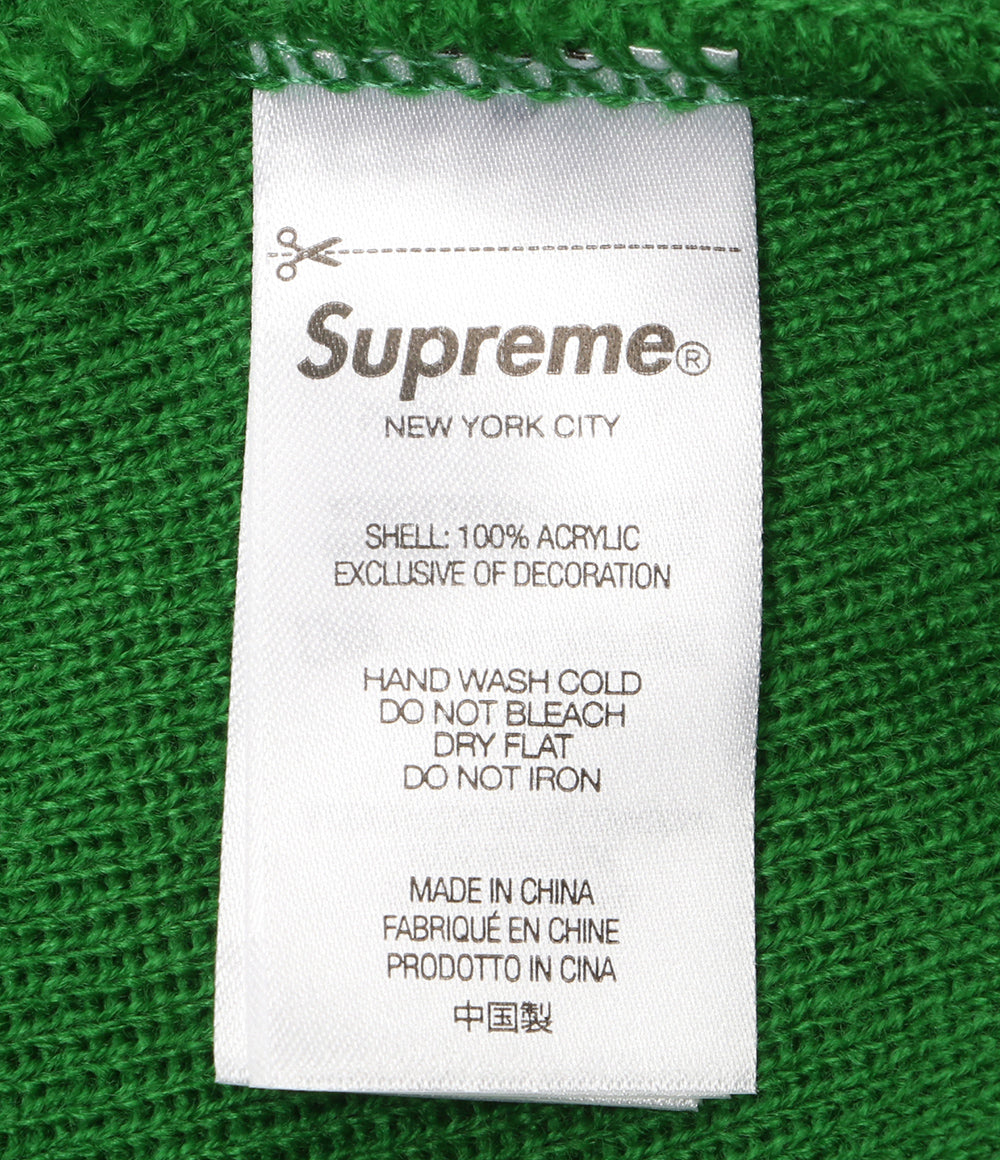 Supreme®
NEW YORK CITY
SHELL: 100% ACRYLIC
EXCLUSIVE OF DECORATION
HAND WASH COLD
DO NOT BLEACH
DRY FLAT
DO NOT IRON
MADE IN CHINA
FABRIQUÉ EN CHINE
PRODOTTO IN CINA
中国製